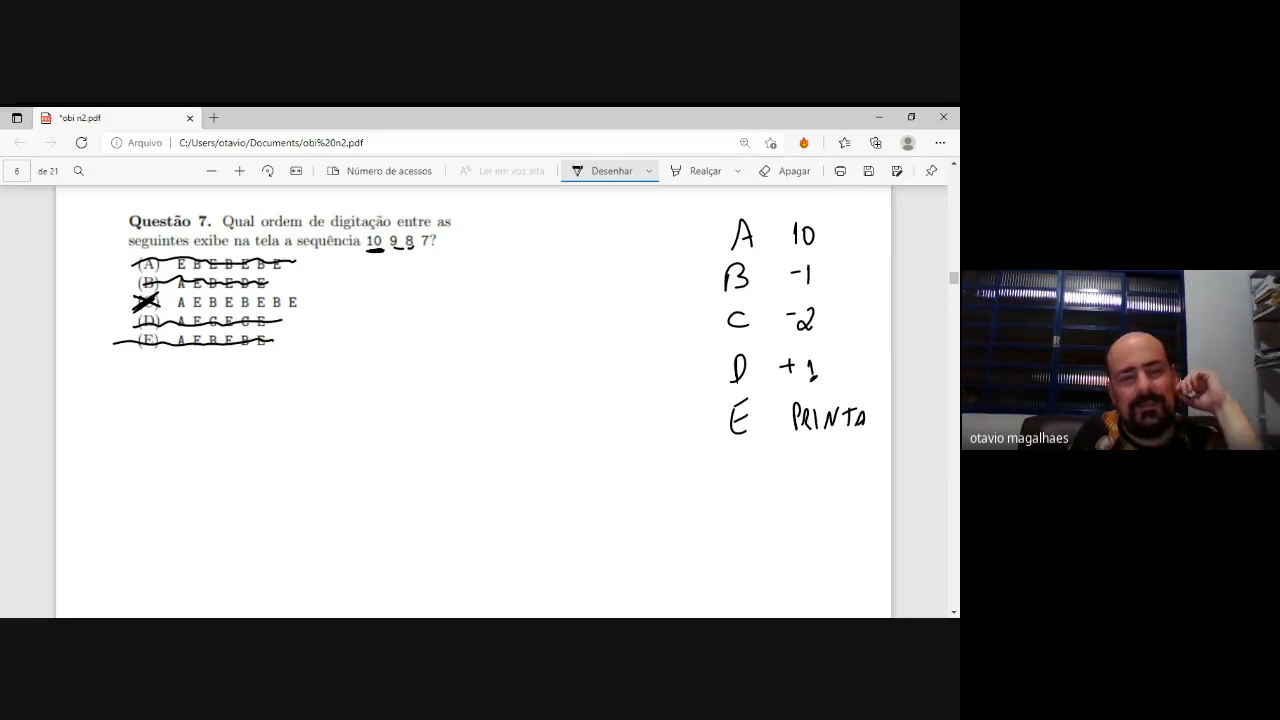 *obi n2.pdf
Arquivo C:/Users/otavio/Documents/obi%20n2.pdf
6 de 21 Número de acessos Ler em voz alta Desenhar Realçar Apagar
Questão 7. Qual ordem de digitação entre as
seguintes exibe na tela a sequência 10 9 8 7?
(A) E B E B E B E
(B) A E B E B E
A E B E B E B E
(D) A E C E C E
(E) A E B E B E
A 10
B -1
C -2
D +1
E PRINTA
otavio magalhaes